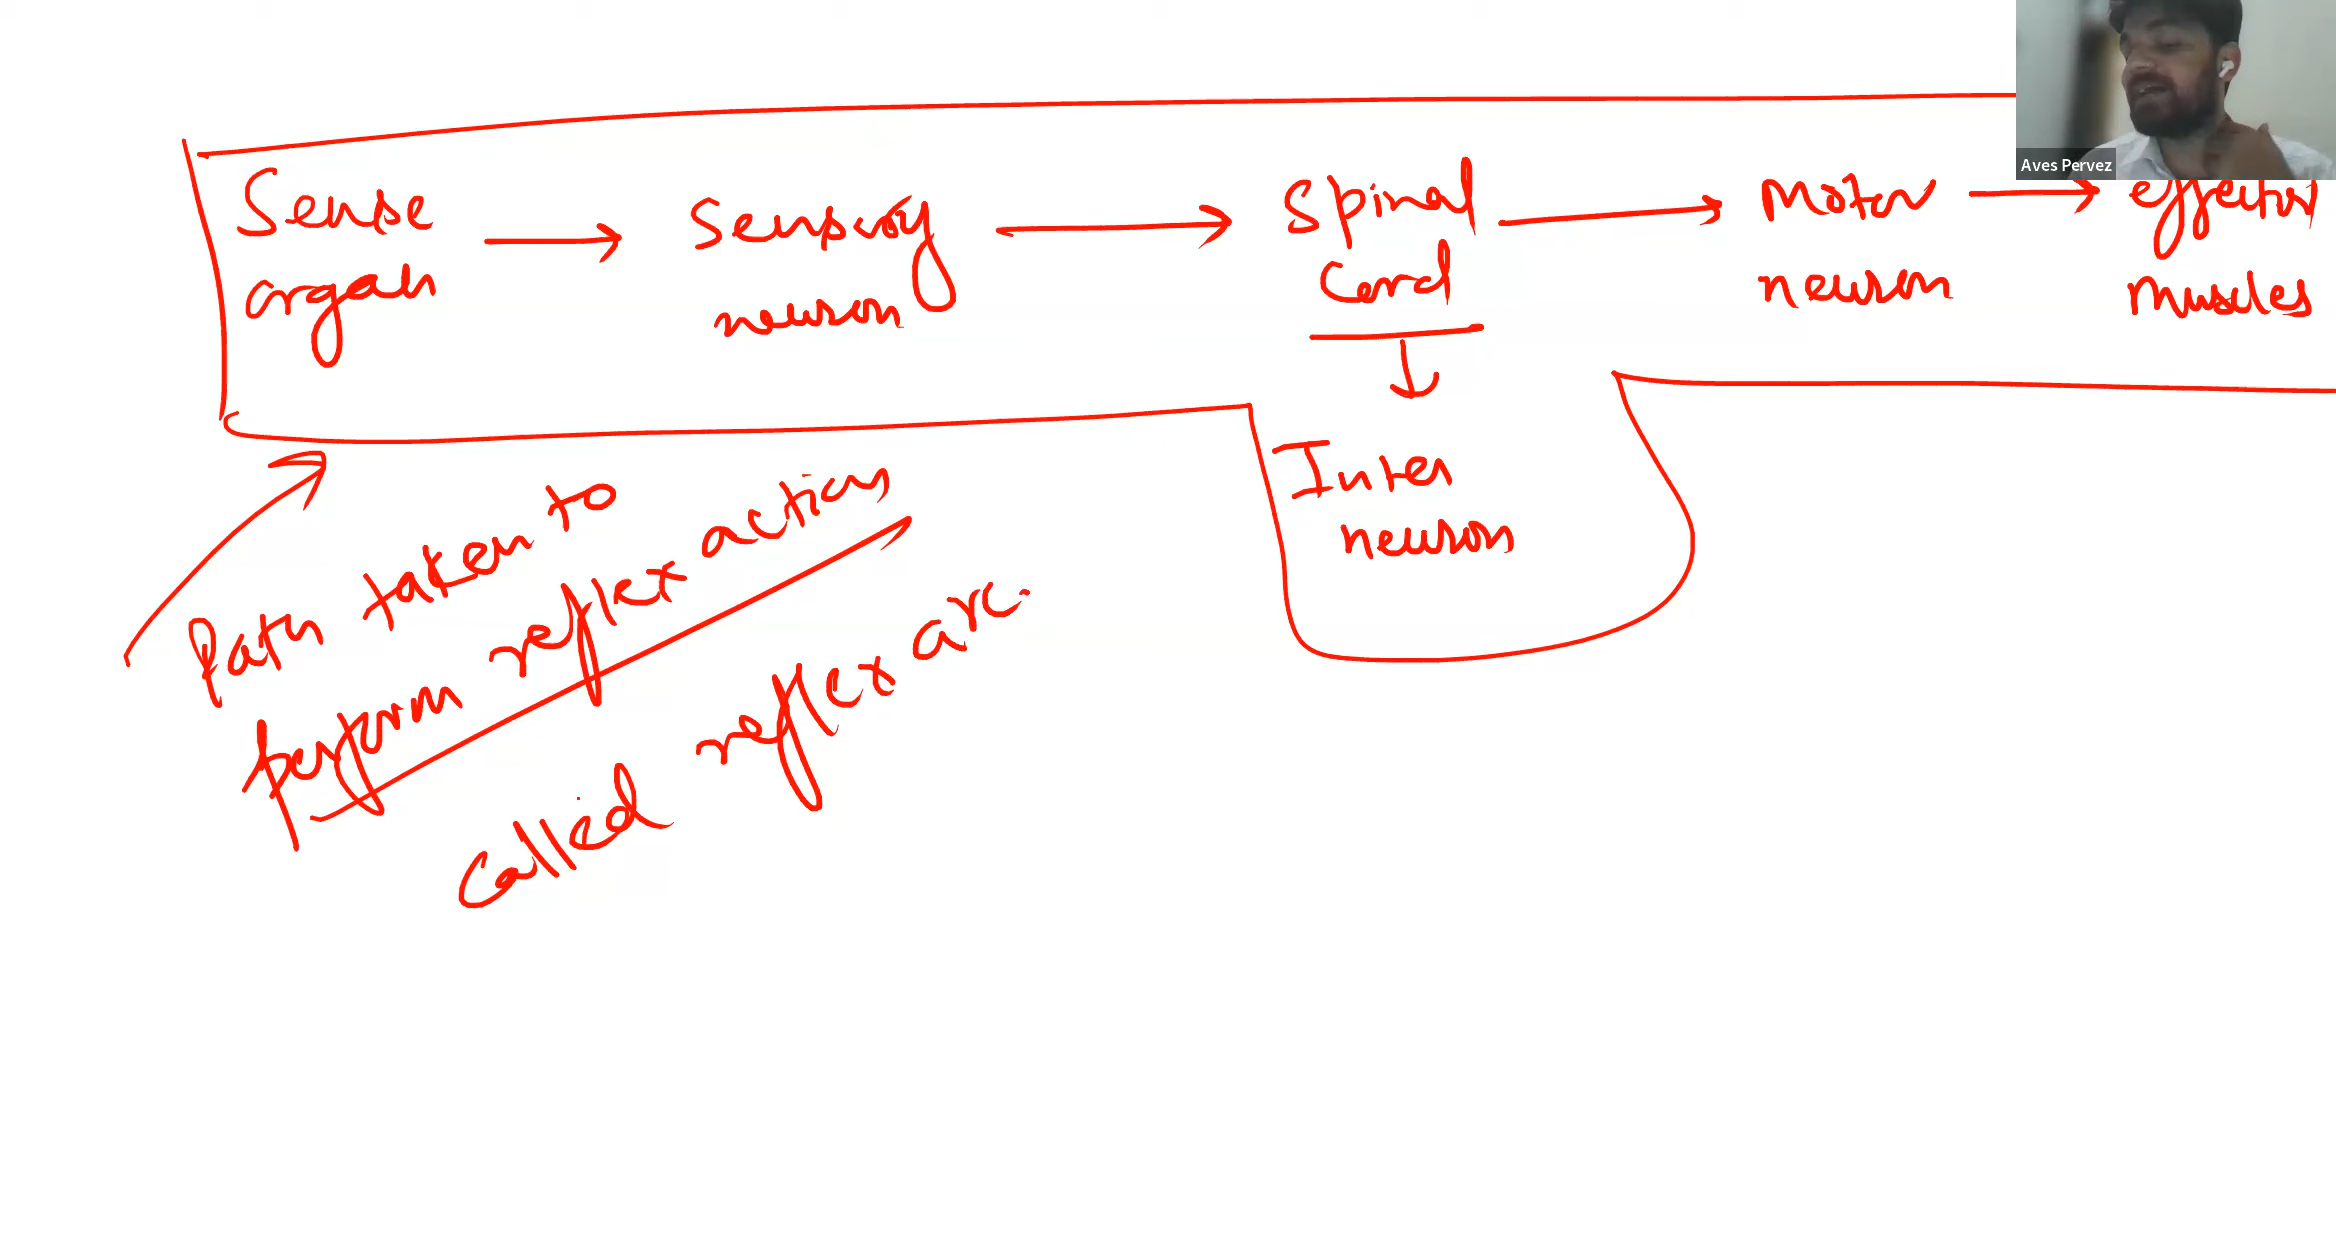 Aves Pervez
Sense organ → Sensory neuron → Spinal Cord → Motor neuron → effector muscles
↓
Inter
neuron
Path taken to
perform reflex action
called reflex arc.